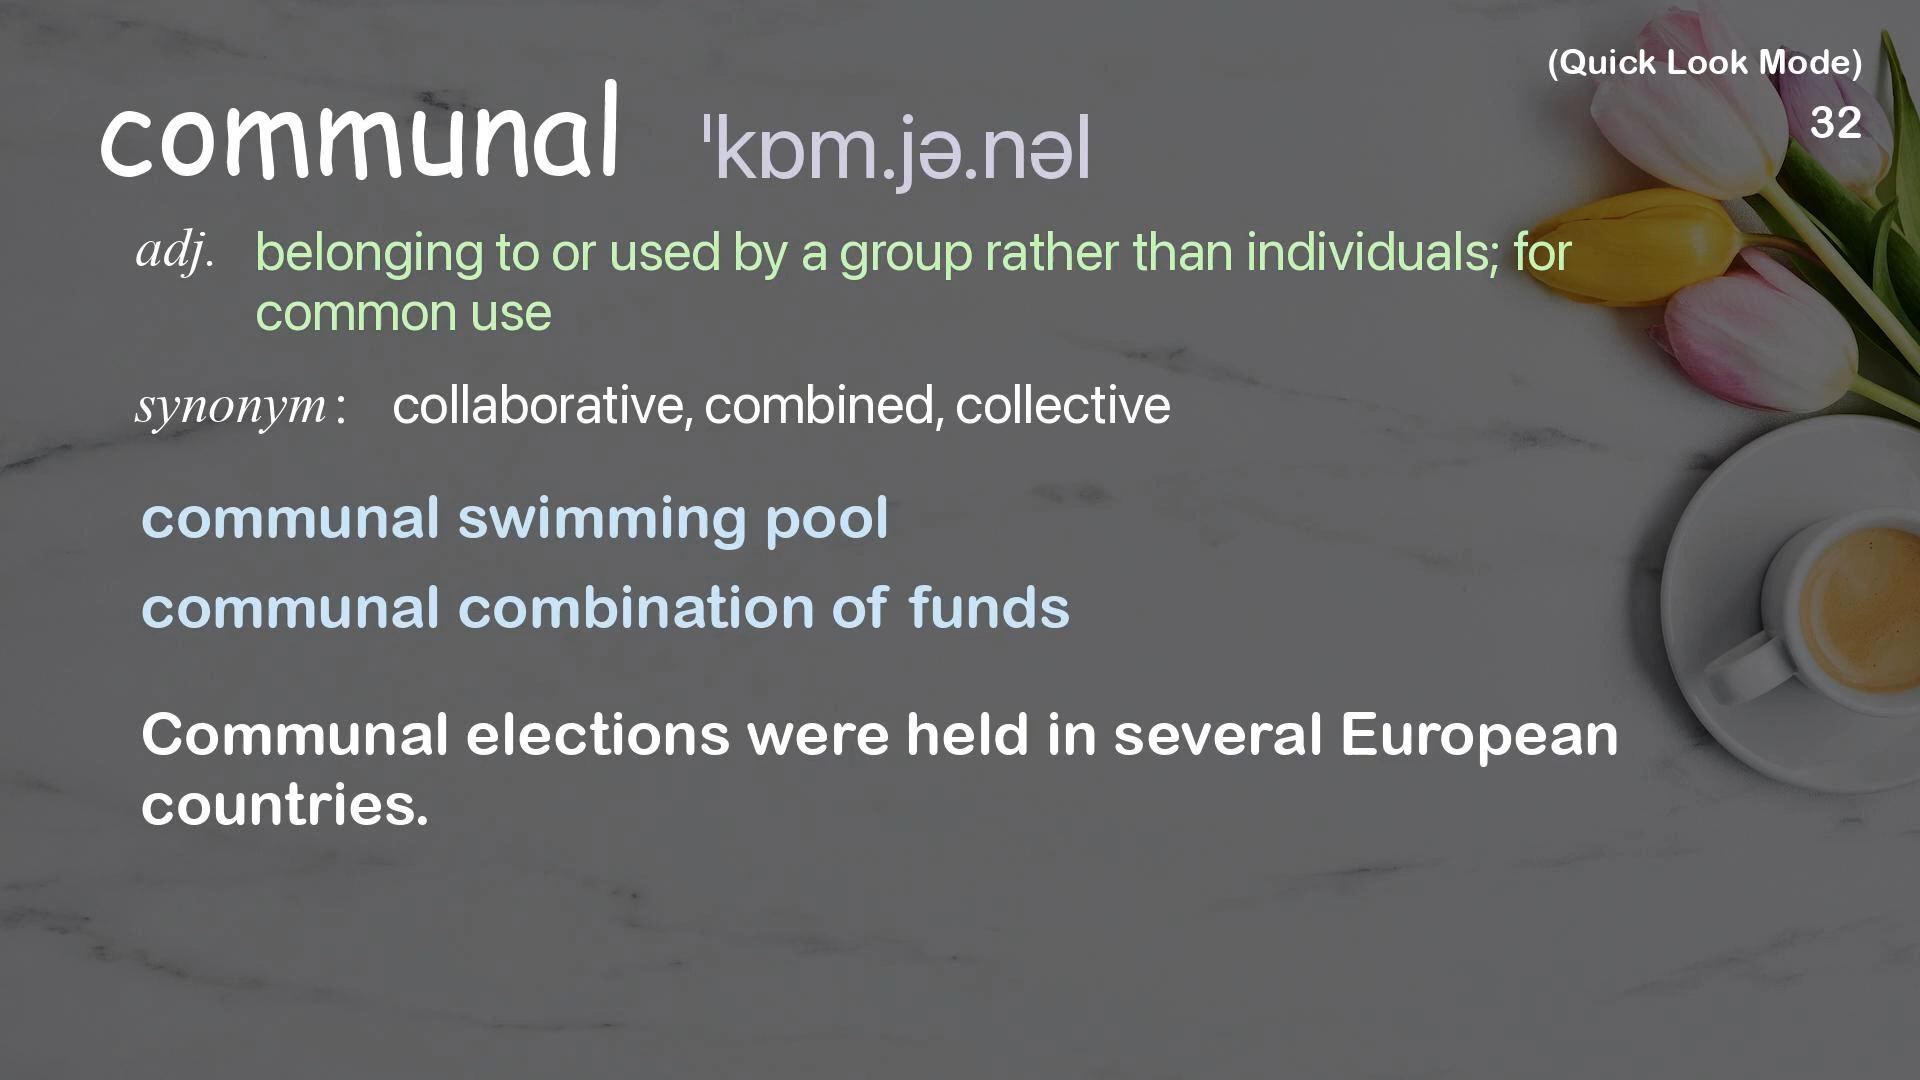 (Quick Look Mode)
32
communal ˈkɒm.jə.nəl
adj. belonging to or used by a group rather than individuals; for
common use
synonym : collaborative, combined, collective
communal swimming pool
communal combination of funds
Communal elections were held in several European
countries.